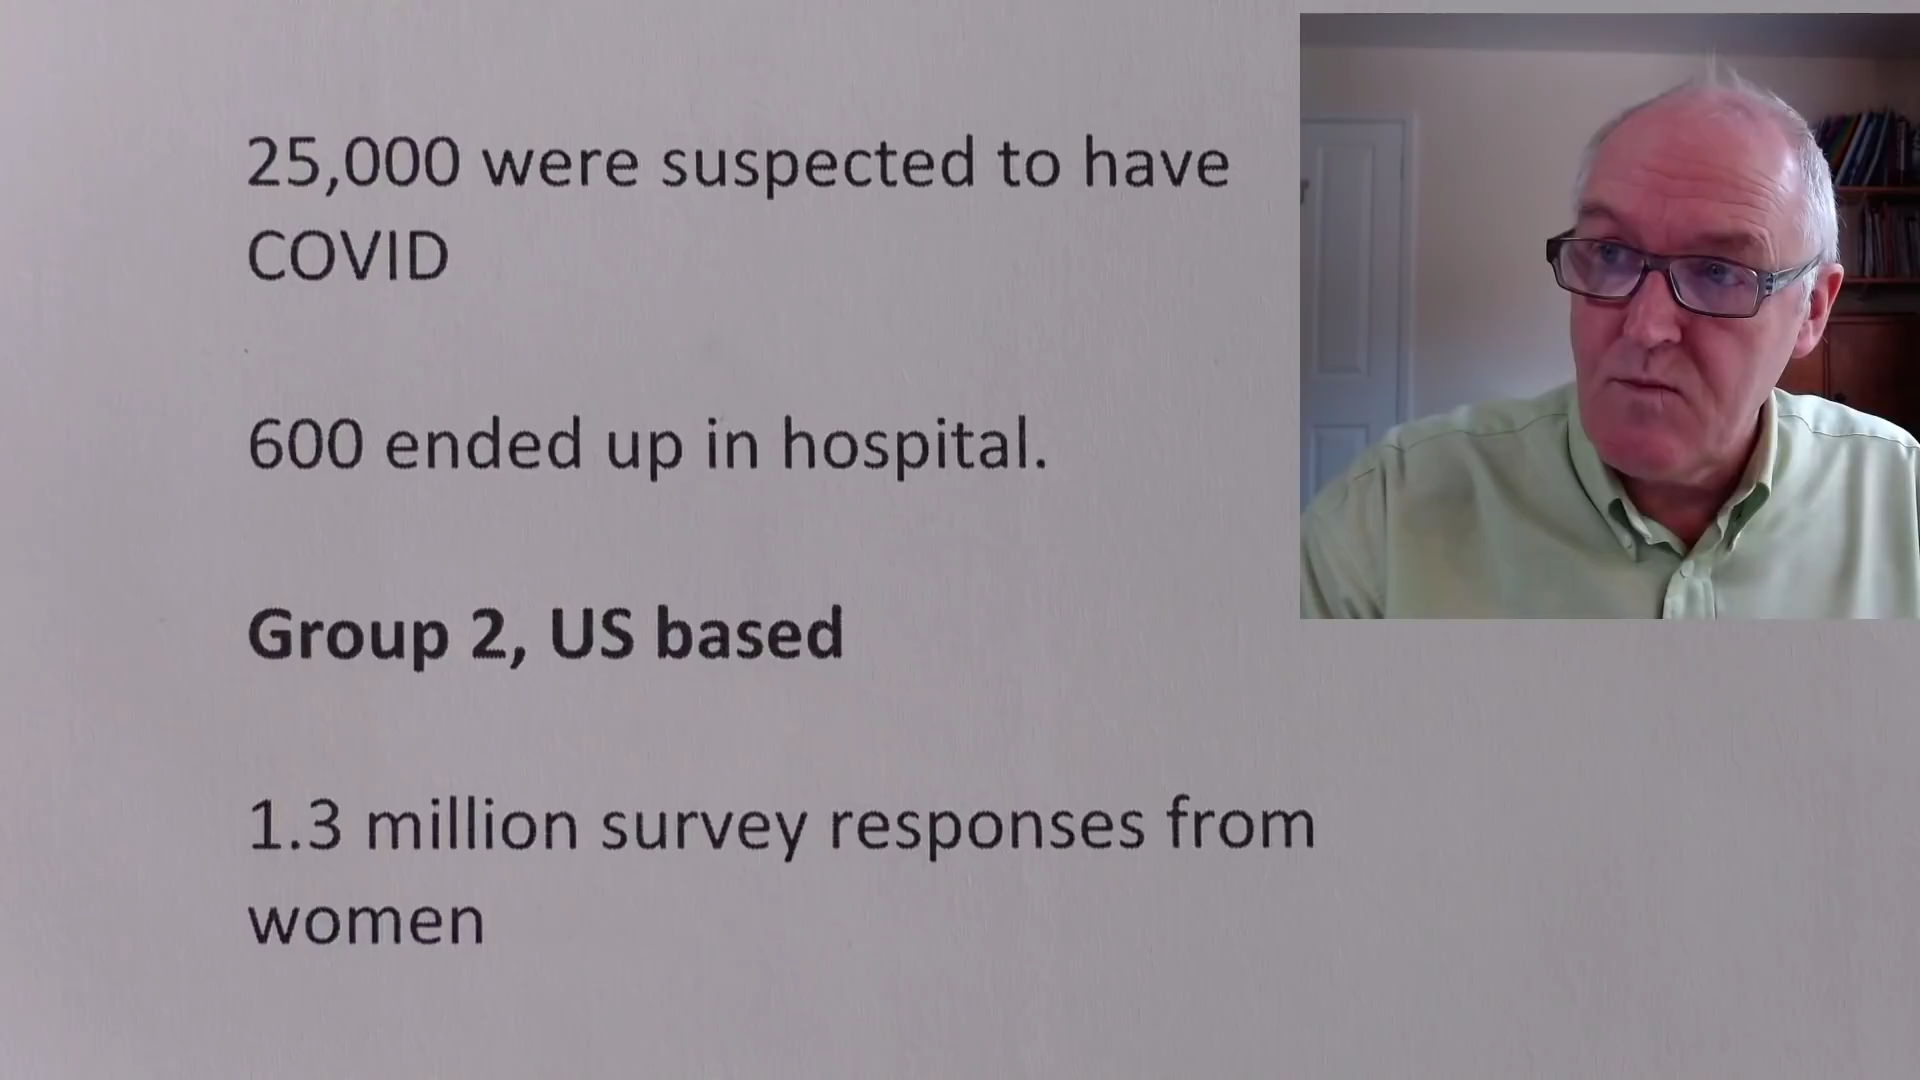 25,000 were suspected to have
COVID
600 ended up in hospital.
Group 2, US based
1.3 million survey responses from
women